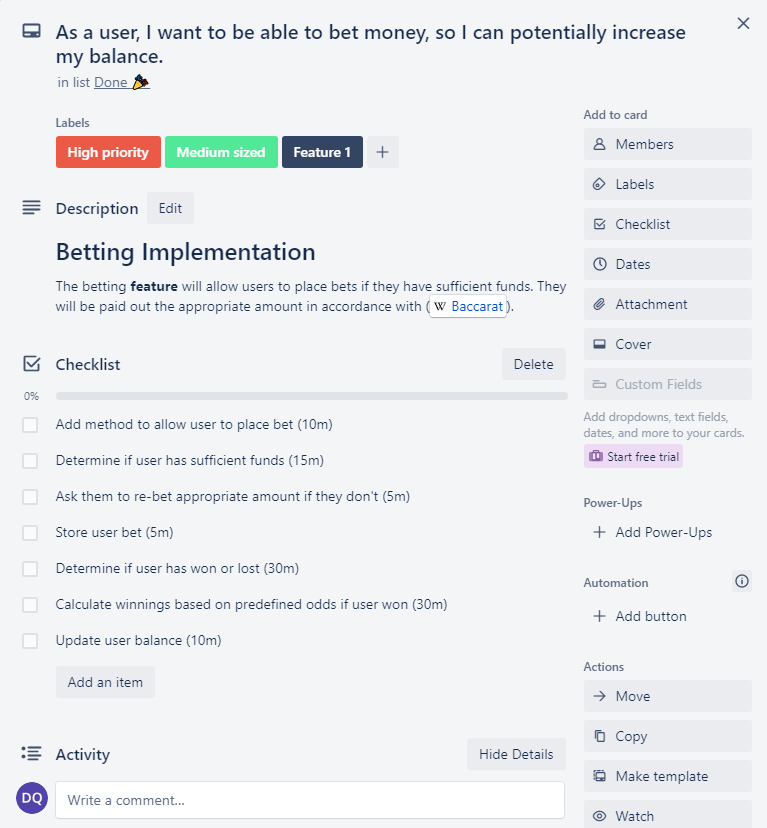 As a user, I want to be able to bet money, so I can potentially increase
my balance.
in list Done 🎉
Labels
High priority
Medium sized
Feature 1
+
Description
Edit
Betting Implementation
The betting feature will allow users to place bets if they have sufficient funds. They
will be paid out the appropriate amount in accordance with (W Baccarat).
Checklist
Delete
0%
Add method to allow user to place bet (10m)
Determine if user has sufficient funds (15m)
Ask them to re-bet appropriate amount if they don't (5m)
Store user bet (5m)
Determine if user has won or lost (30m)
Calculate winnings based on predefined odds if user won (30m)
Update user balance (10m)
Add an item
Activity
Hide Details
DQ
Write a comment...
Add to card
Members
Labels
Checklist
Dates
Attachment
Cover
Custom Fields
Add dropdowns, text fields,
dates, and more to your cards.
Start free trial
Power-Ups
+ Add Power-Ups
Automation
+ Add button
Actions
Move
Copy
Make template
Watch